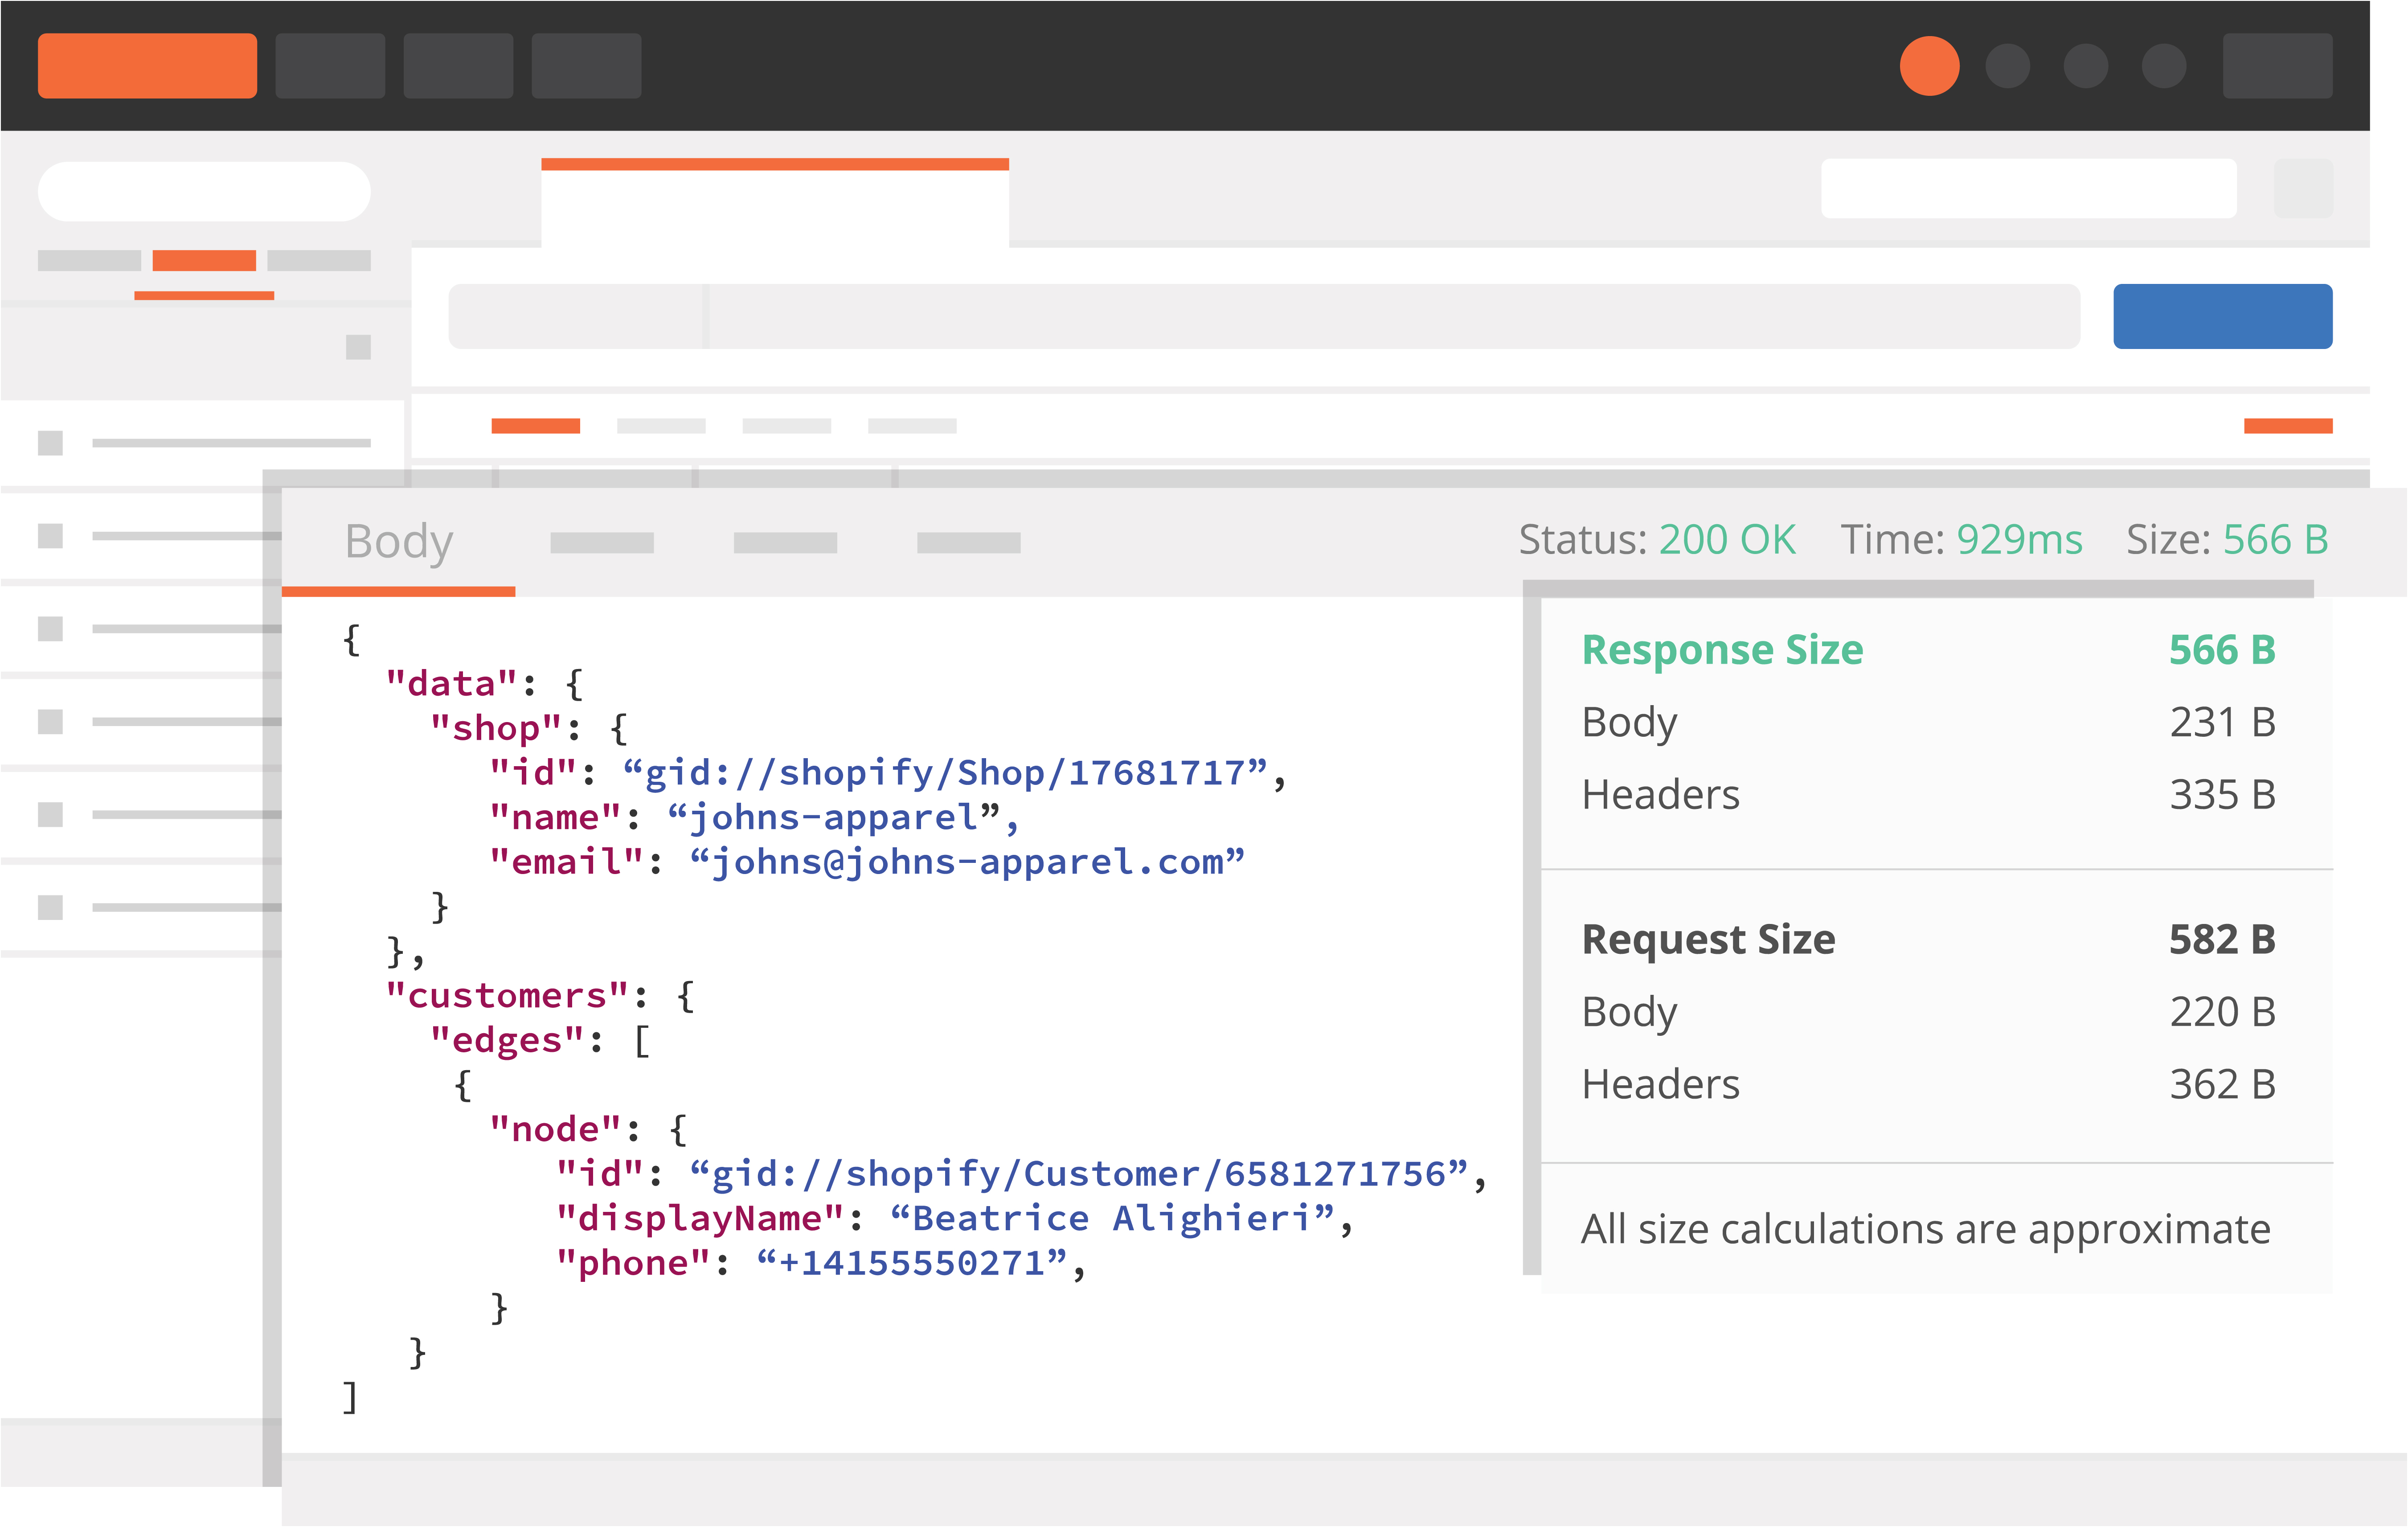 Body
Status: 200 OK Time: 929ms Size: 566 B
{
"data": {
"shop": {
"id": “gid://shopify/Shop/17681717”,
"name": “johns-apparel”,
"email": “johns@johns-apparel.com”
}
},
"customers": {
"edges": [
{
"node": {
"id": “gid://shopify/Customer/6581271756”,
"displayName": “Beatrice Alighieri”,
"phone": “+14155550271”,
}
}
]
Response Size 566 B
Body 231 B
Headers 335 B
Request Size 582 B
Body 220 B
Headers 362 B
All size calculations are approximate